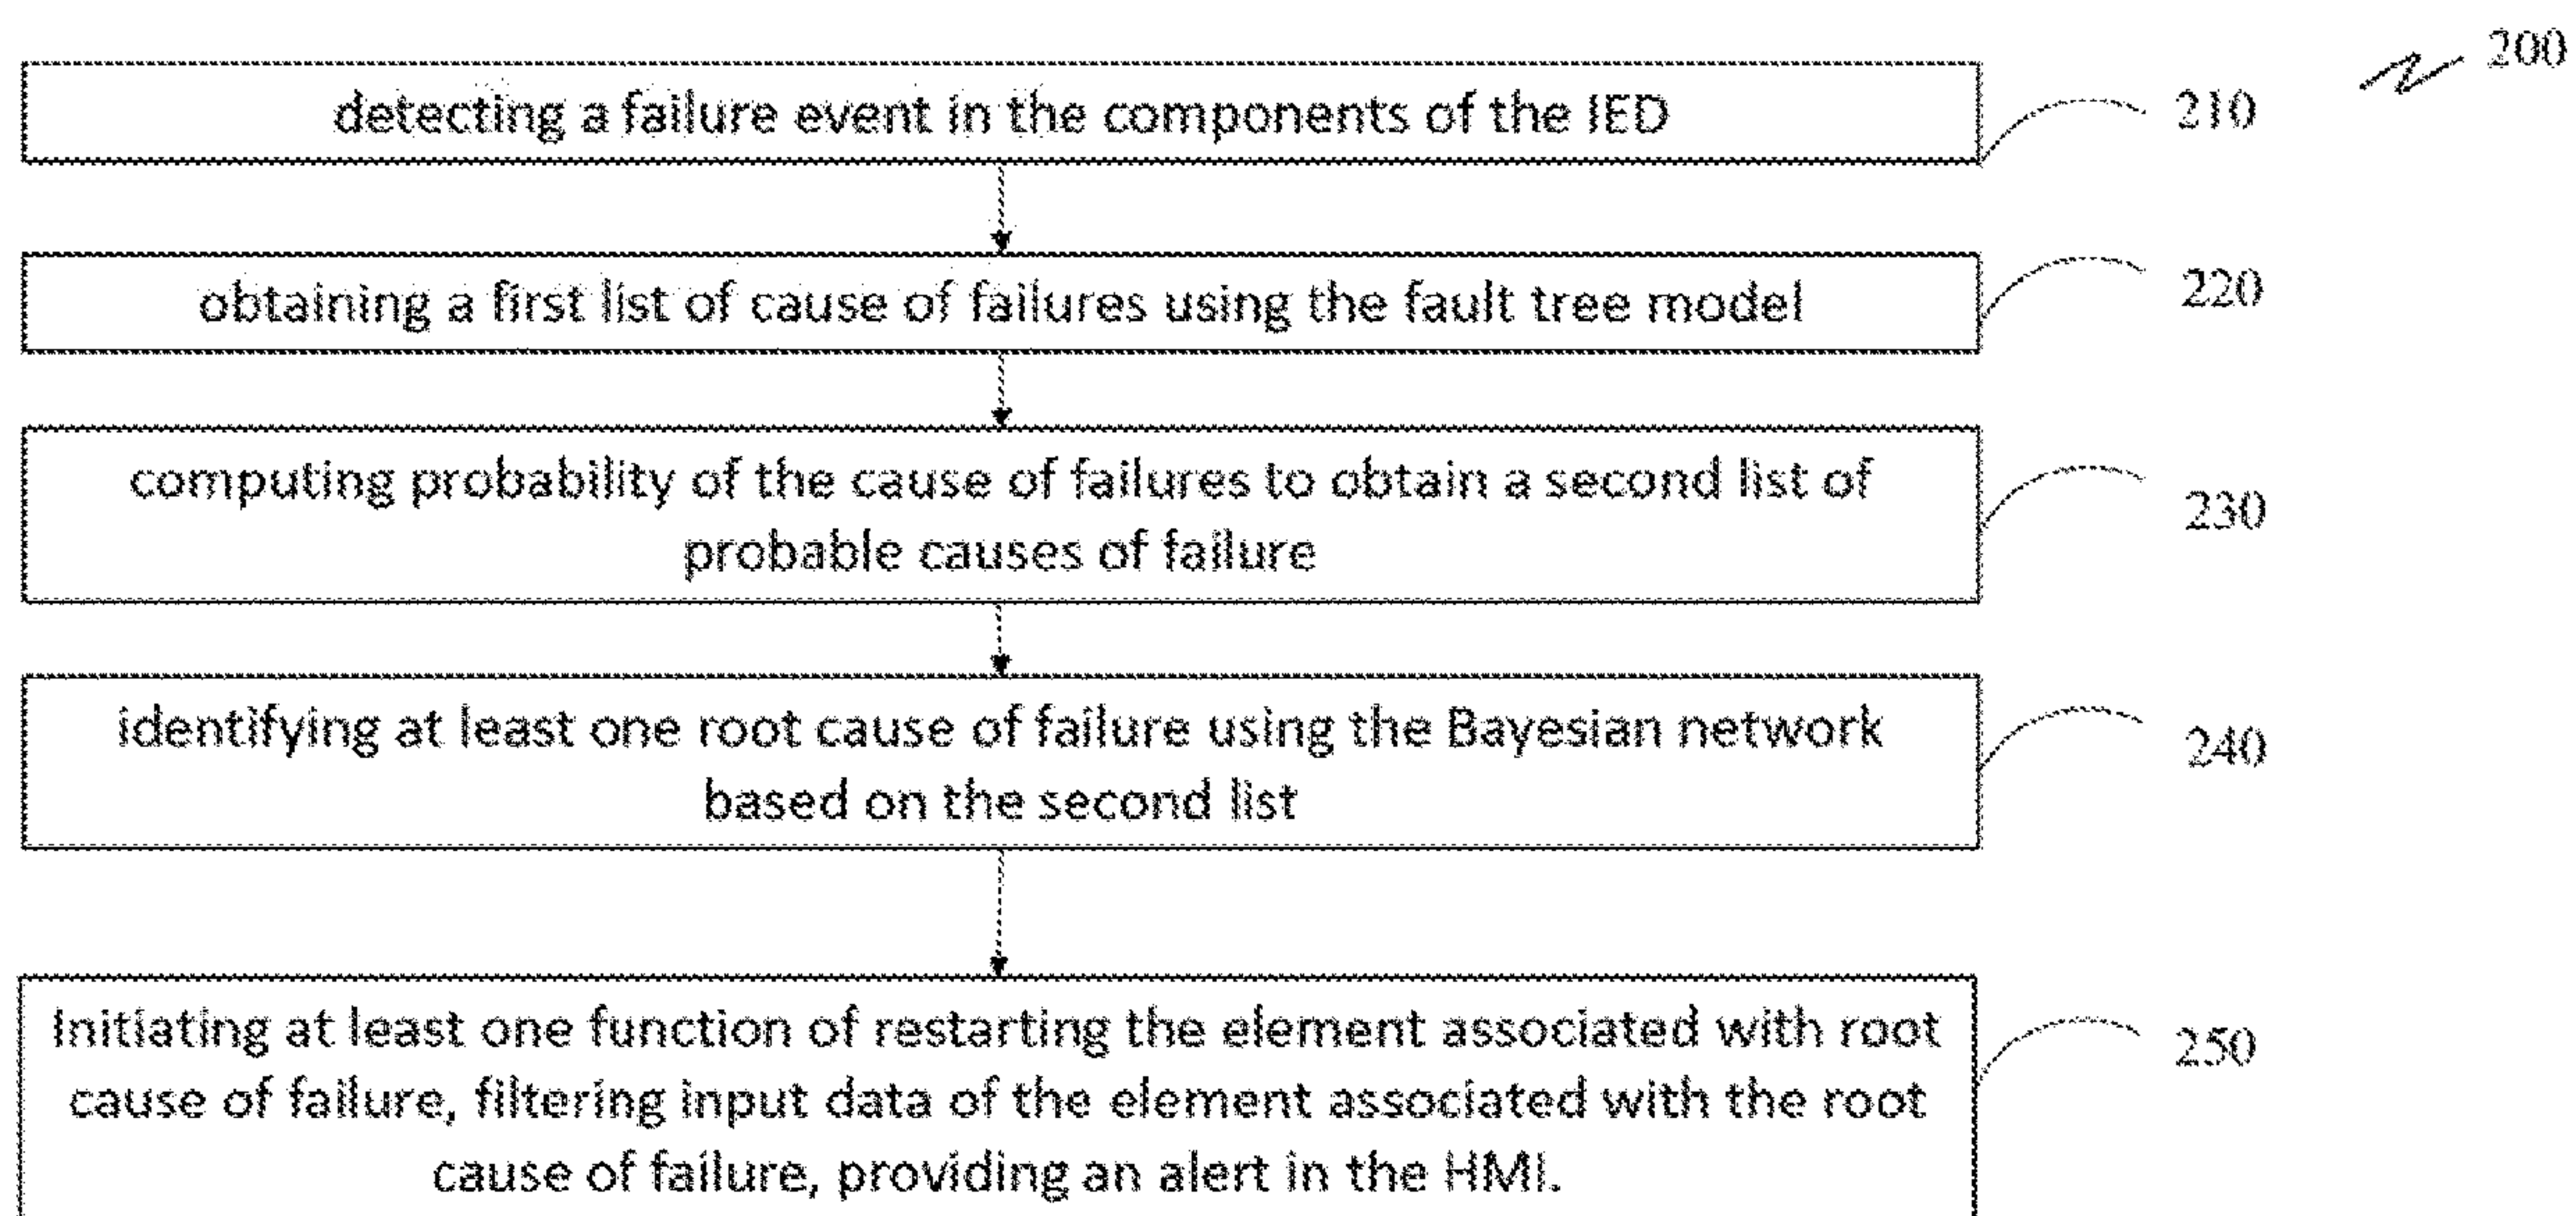 200
detecting a failure event in the components of the IED
210
obtaining a first list of cause of failures using the fault tree model
220
computing probability of the cause of failures to obtain a second list of
probable causes of failure
230
identifying at least one root cause of failure using the Bayesian network
based on the second list
240
Initiating at least one function of restarting the element associated with root
cause of failure, filtering input data of the element associated with the root
cause of failure, providing an alert in the HMI.
250